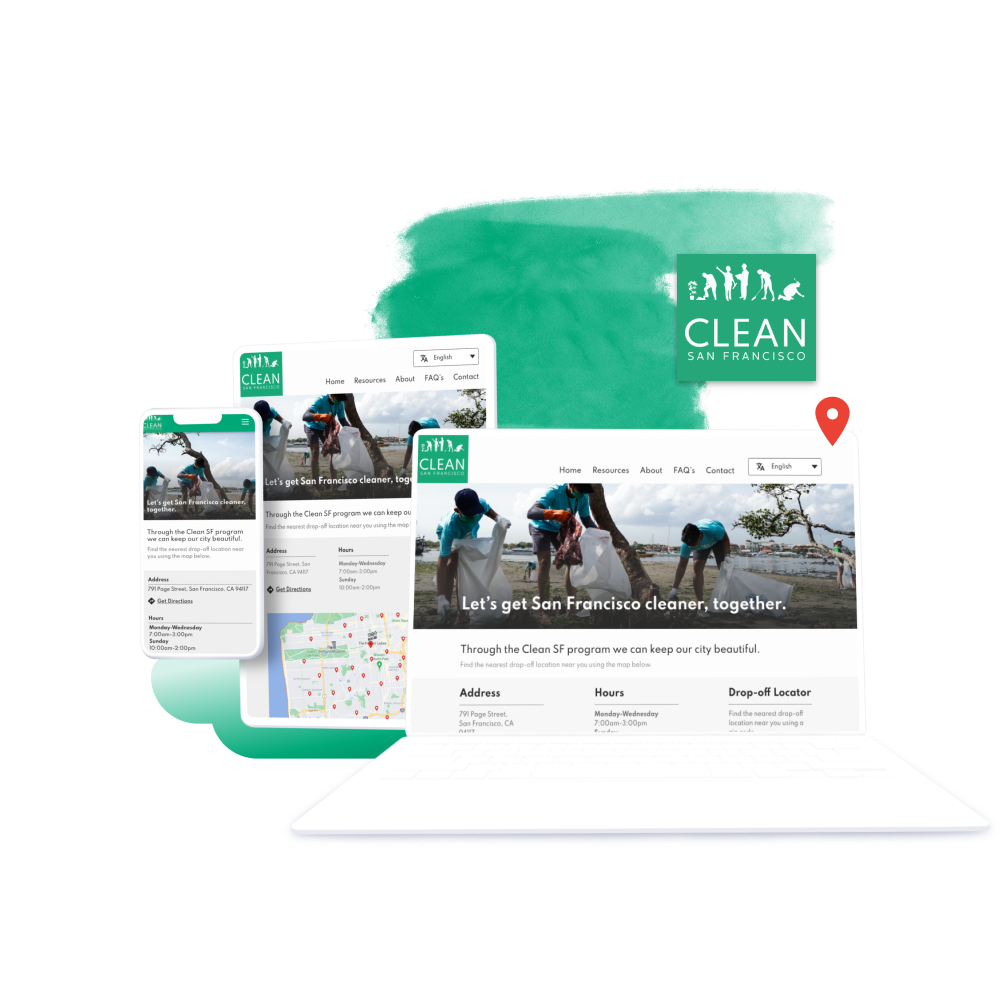 CLEAN
SAN FRANCISCO
CLEAN
SAN FRANCISCO
English
Home Resources About FAQ's Contact
Let's get San Francisco cleaner, toge
Through the Clean SF program we can keep ou
Find the nearest drop-off location near you using the map
Address
791 Page Street, San
Francisco, CA 94117
Get Directions
Hours
Monday-Wednesday
7:00am-3:00pm
Sunday
10:00am-2:00pm
CLEAN
Let's get San Francisco cleaner,
together.
Through the Clean SF program
we can keep our city beautiful.
Find the nearest drop-off location near
you using the map below.
Address
791 Page Street, San Francisco, CA 94117
Get Directions
Hours
Monday-Wednesday
7:00am-3:00pm
Sunday
10:00am-2:00pm
CLEAN
SAN FRANCISCO
Home Resources About FAQ's Contact
English
Let's get San Francisco cleaner, together.
Through the Clean SF program we can keep our city beautiful.
Find the nearest drop-off location near you using the map below.
Address
791 Page Street,
San Francisco, CA
94117
Hours
Monday-Wednesday
7:00am-3:00pm
Sunday
Drop-off Locator
Find the nearest drop-off
location near you using a
zip code